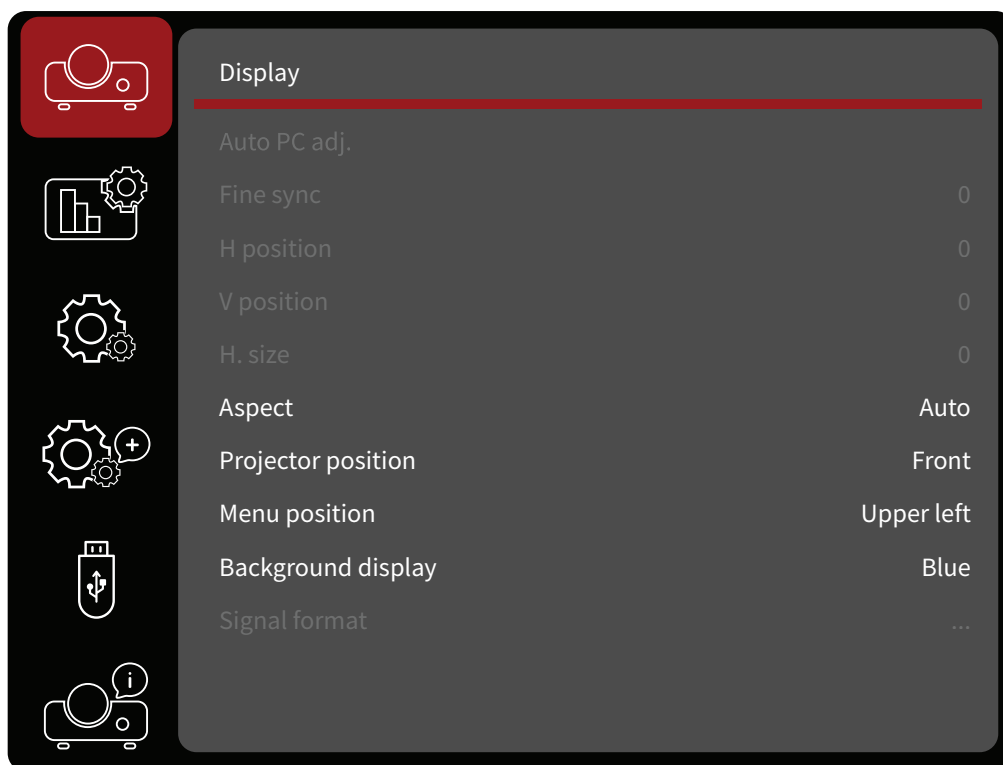 Display
Auto PC adj.
Fine sync 0
H position 0
V position 0
H. size 0
Aspect Auto
Projector position Front
Menu position Upper left
Background display Blue
Signal format ...